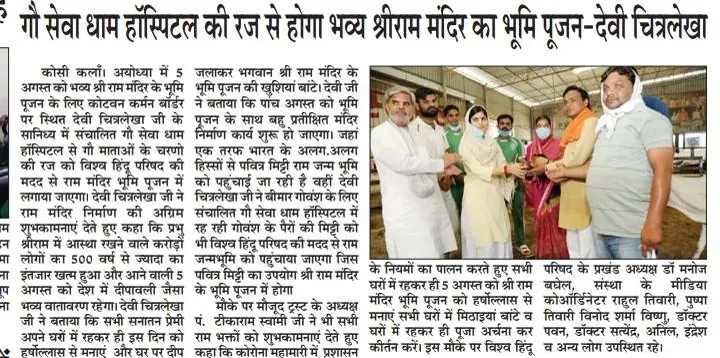 गौ सेवा धाम हॉस्पिटल की रज से होगा भव्य श्रीराम मंदिर का भूमि पूजन-देवी चित्रलेखा
कोसी कलाँ। अयोध्या में 5
अगस्त को भव्य श्री राम मंदिर के भूमि
पूजन के लिए कोटवन कर्मन बॉर्डर
पर स्थित देवी चित्रलेखा जी के
सानिध्य में संचालित गौ सेवा धाम
हॉस्पिटल से गौ माताओं के चरणो
की रज को विश्व हिंदू परिषद की
मदद से राम मंदिर भूमि पूजन में
लगाया जाएगा। देवी चित्रलेखा जी ने
राम मंदिर निर्माण की अग्रिम
शुभकामनाएं देते हुए कहा कि प्रभु
श्रीराम में आस्था रखने वाले करोड़ों
लोगों का 500 वर्ष से ज्यादा का
इंतजार खत्म हुआ और आने वाली 5
अगस्त को देश में दीपावली जैसा
भव्य वातावरण रहेगा। देवी चित्रलेखा
जी ने बताया कि सभी सनातन प्रेमी
अपने घरों में रहकर ही इस दिन को
हर्षोल्लास से मनाएं और घर पर दीप
जलाकर भगवान श्री राम मंदिर के
भूमि पूजन की खुशियां बांटे। देवी जी
ने बताया कि पांच अगस्त को भूमि
पूजन के साथ बहु प्रतीक्षित मंदिर
निर्माण कार्य शुरू हो जाएगा। जहां
एक तरफ भारत के अलग.अलग
हिस्सों से पवित्र मिट्टी राम जन्म भूमि
को पहुंचाई जा रही है वहीं देवी
चित्रलेखा जी ने बीमार गोवंश के लिए
संचालित गौ सेवा धाम हॉस्पिटल में
रह रही गोवंश के पैरों की मिट्टी को
भी विश्व हिंदू परिषद की मदद से राम
जन्मभूमि को पहुंचाया जाएगा जिस
पवित्र मिट्टी का उपयोग श्री राम मंदिर
के भूमि पूजन में होगा
मौके पर मौजूद ट्रस्ट के अध्यक्ष
पं. टीकाराम स्वामी जी ने भी सभी
राम भक्तों को शुभकामनाएं देते हुए
कहा कि कोरोना महामारी में प्रशासन
के नियमों का पालन करते हुए सभी
घरों में रहकर ही 5 अगस्त को श्री राम
मंदिर भूमि पूजन को हर्षोल्लास से
मनाएं सभी घरों में मिठाइयां बांटे व
घरों में रहकर ही पूजा अर्चना कर
कीर्तन करें। इस मौके पर विश्व हिंदू
परिषद के प्रखंड अध्यक्ष डॉ मनोज
बघेल, संस्था के मीडिया
कोऑर्डिनेटर राहुल तिवारी, पुष्पा
तिवारी विनोद शर्मा विष्णु, डॉक्टर
पवन, डॉक्टर सत्येंद्र, अनिल, इंद्रेश
व अन्य लोग उपस्थित रहे।